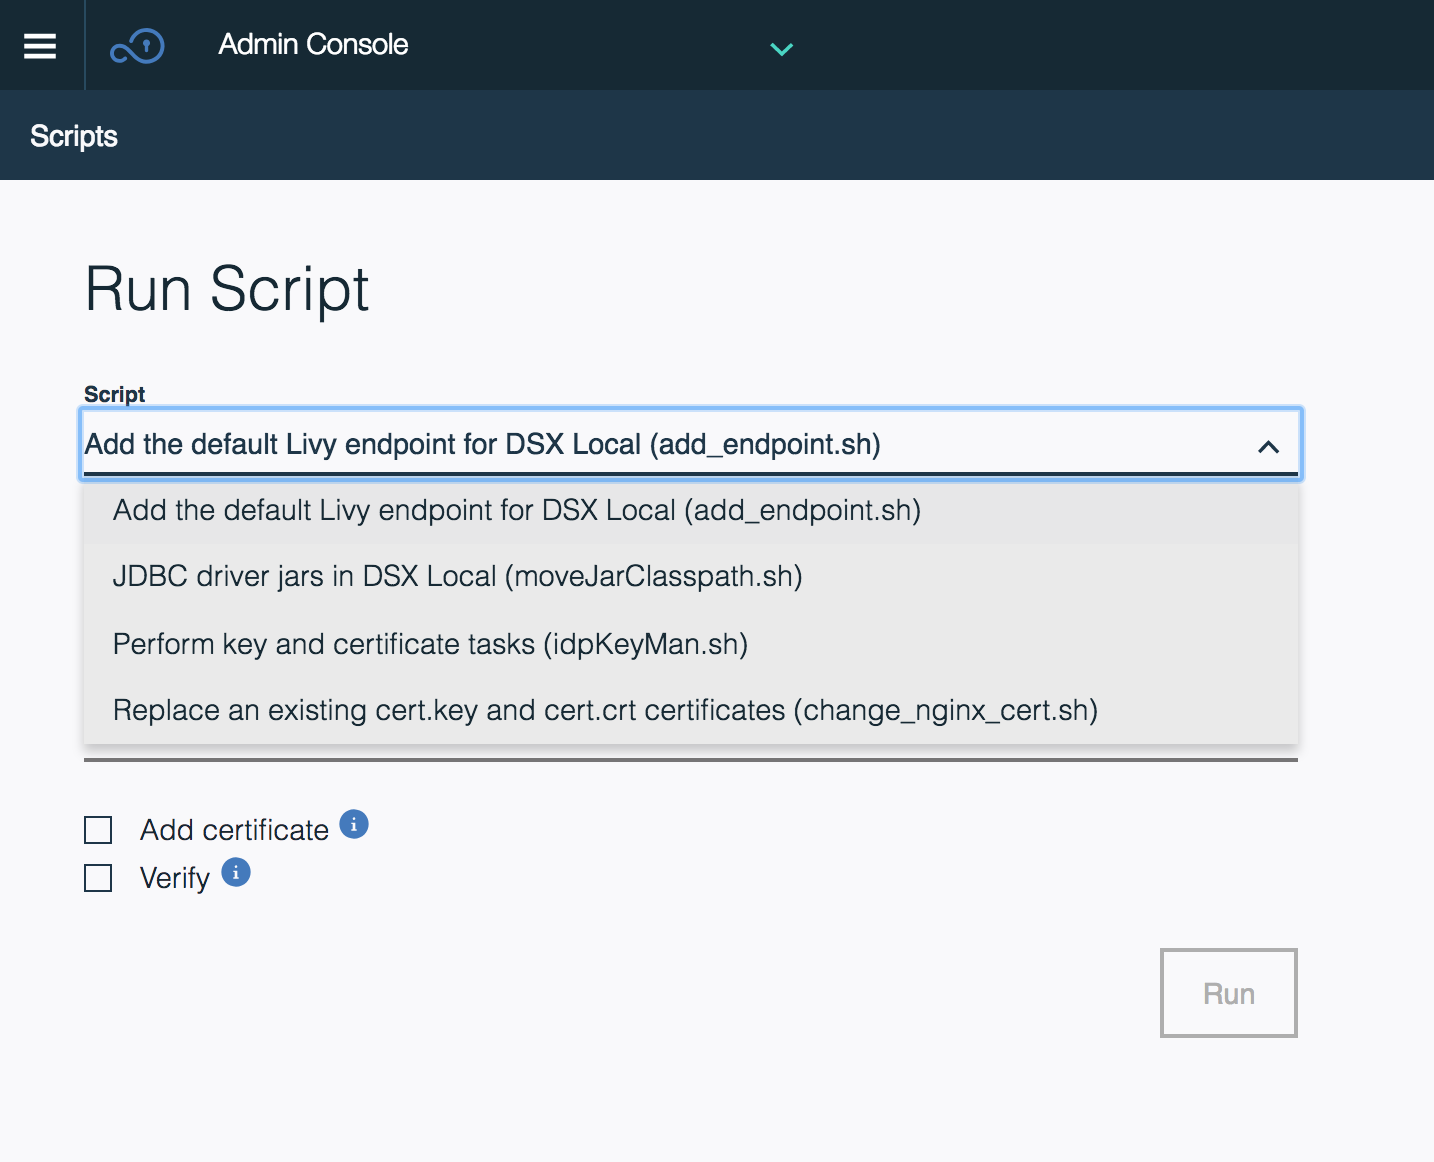 Admin Console
Scripts
Run Script
Script
Add the default Livy endpoint for DSX Local (add_endpoint.sh)
Add the default Livy endpoint for DSX Local (add_endpoint.sh)
JDBC driver jars in DSX Local (moveJarClasspath.sh)
Perform key and certificate tasks (idpKeyMan.sh)
Replace an existing cert.key and cert.crt certificates (change_nginx_cert.sh)
Add certificate i
Verify i
Run